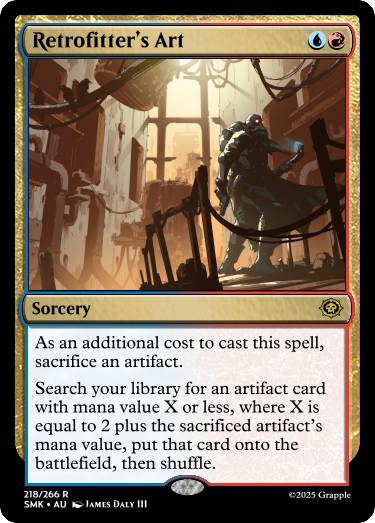 Retrofitter's Art
Sorcery
As an additional cost to cast this spell,
sacrifice an artifact.
Search your library for an artifact card
with mana value X or less, where X is
equal to 2 plus the sacrificed artifact's
mana value, put that card onto the
battlefield, then shuffle.
218/266 R
SMK • AU James Daly III
©2025 Grapple